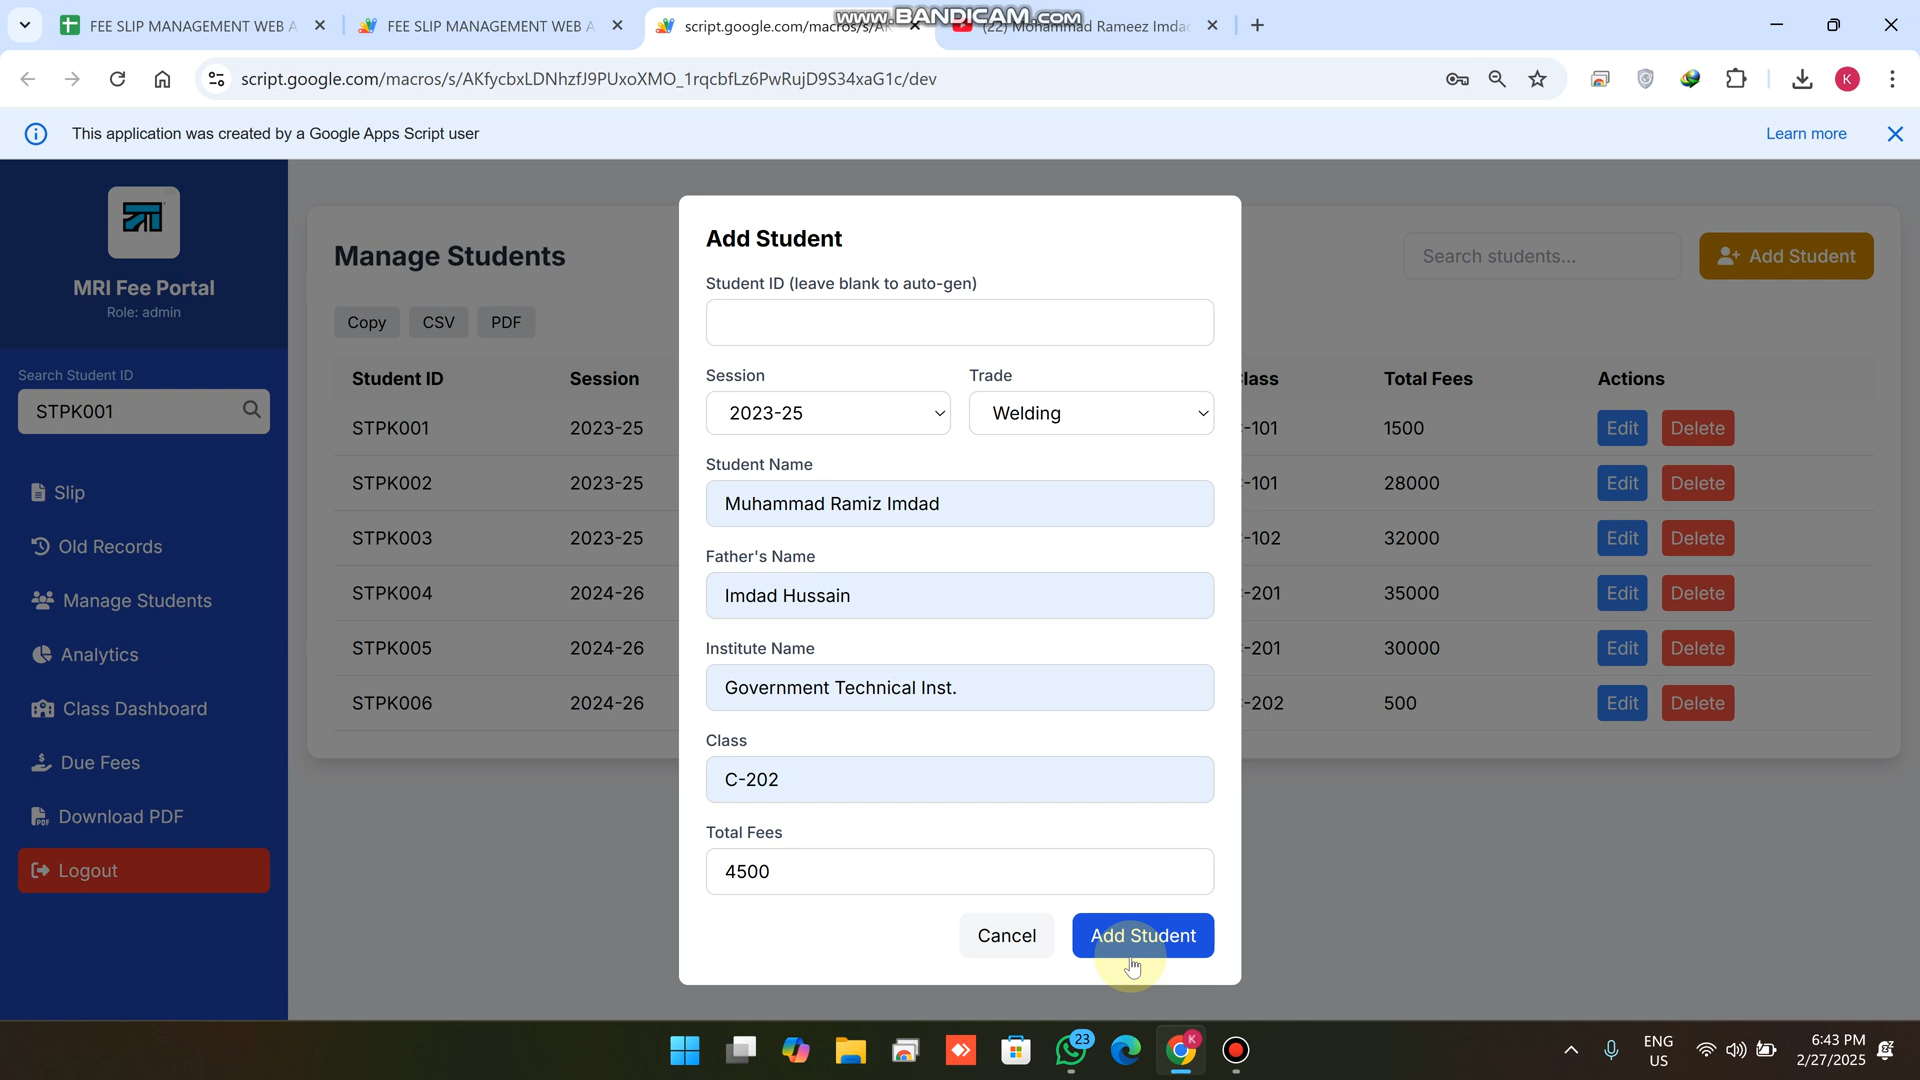 FEE SLIP MANAGEMENT WEB A
FEE SLIP MANAGEMENT WEB A
script.google.com/macros/s/AK
(22) Mohammad Rameez Imdad
www.BANDICAM.com
script.google.com/macros/s/AKfycbxLDNhzfJ9PUxoXMO_1rqcbfLz6PwRujD9S34xaG1c/dev
K
This application was created by a Google Apps Script user
Learn more
MRI Fee Portal
Role: admin
Search Student ID
STPK001
Slip
Old Records
Manage Students
Analytics
Class Dashboard
Due Fees
PDF
Download PDF
Logout
Manage Students
Search students...
Add Student
Copy
CSV
PDF
Student ID Session lass Total Fees Actions
STPK001 2023-25 -101 1500 Edit Delete
STPK002 2023-25 -101 28000 Edit Delete
STPK003 2023-25 -102 32000 Edit Delete
STPK004 2024-26 -201 35000 Edit Delete
STPK005 2024-26 -201 30000 Edit Delete
STPK006 2024-26 -202 500 Edit Delete
Add Student
Student ID (leave blank to auto-gen)
Session Trade
2023-25 Welding
Student Name
Muhammad Ramiz Imdad
Father's Name
Imdad Hussain
Institute Name
Government Technical Inst.
Class
C-202
Total Fees
4500
Cancel
Add Student
23
K
ENG
US
6:43 PM
2/27/2025